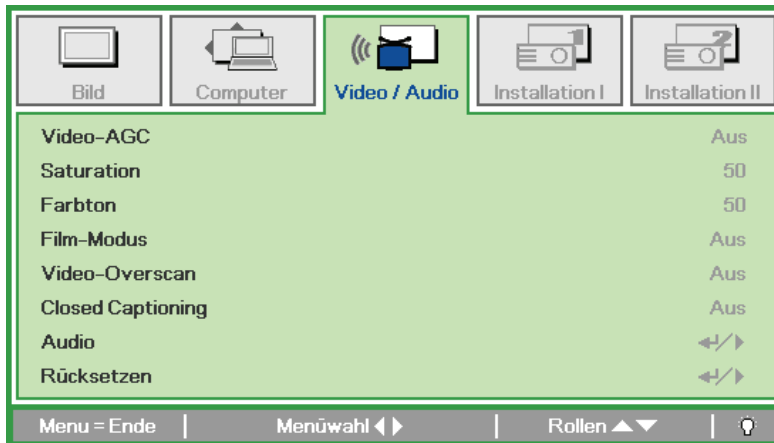 Bild
Computer
Video / Audio
Installation I
Installation II
Video-AGC Aus
Saturation 50
Farbton 50
Film-Modus Aus
Video-Overscan Aus
Closed Captioning Aus
Audio
Rücksetzen
Menu = Ende | Menüwahl | Rollen